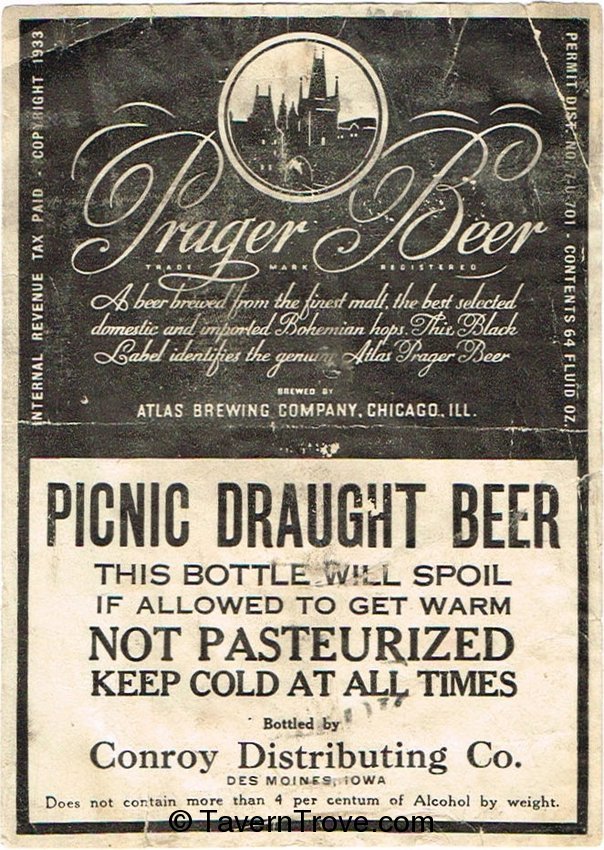 INTERNAL REVENUE TAX PAID - COPYRIGHT 1933
PERMIT DIST. NO. 7-U-701 • CONTENTS 64 FLUID OZ.
Prager Beer
TRADE MARK REGISTERED
A beer brewed from the finest malt, the best selected
domestic and imported Bohemian hops. This Black
Label identifies the genuine Atlas Prager Beer
BREWED BY
ATLAS BREWING COMPANY, CHICAGO, ILL.
PICNIC DRAUGHT BEER
THIS BOTTLE WILL SPOIL
IF ALLOWED TO GET WARM
NOT PASTEURIZED
KEEP COLD AT ALL TIMES
Bottled by
Conroy Distributing Co.
DES MOINES, IOWA
Does not contain more than 4 per centum of Alcohol by weight.
© TavernTrove.com